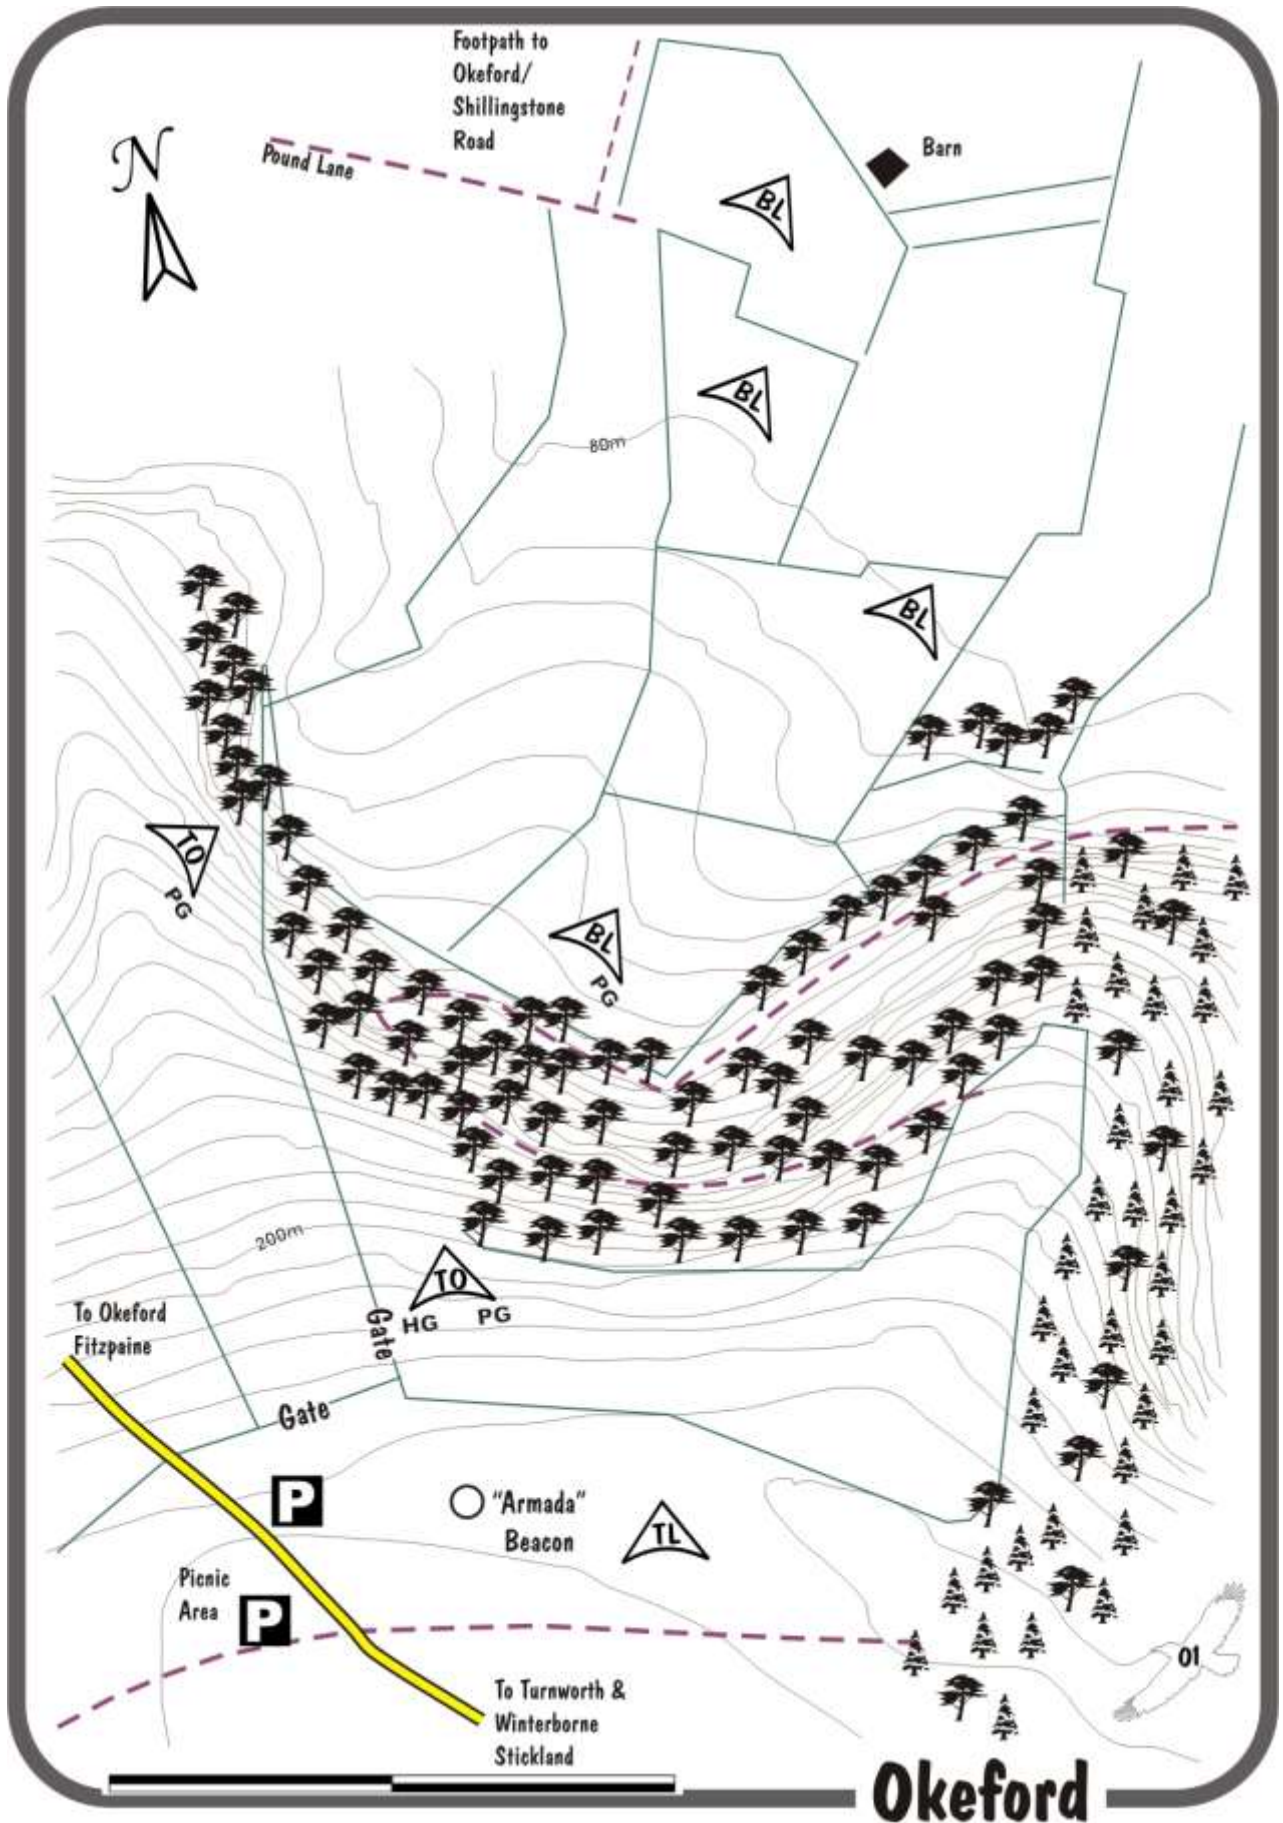 Footpath to
Okeford/
Shillingstone
Road
N
Pound Lane
Barn
BL
BL
80m
BL
TO
PG
BL
PG
200m
TO
HG PG
To Okeford
Fitzpaine
Gate
Gate
P
"Armada"
Beacon
TL
Picnic
Area
P
01
To Turnworth &
Winterborne
Stickland
Okeford